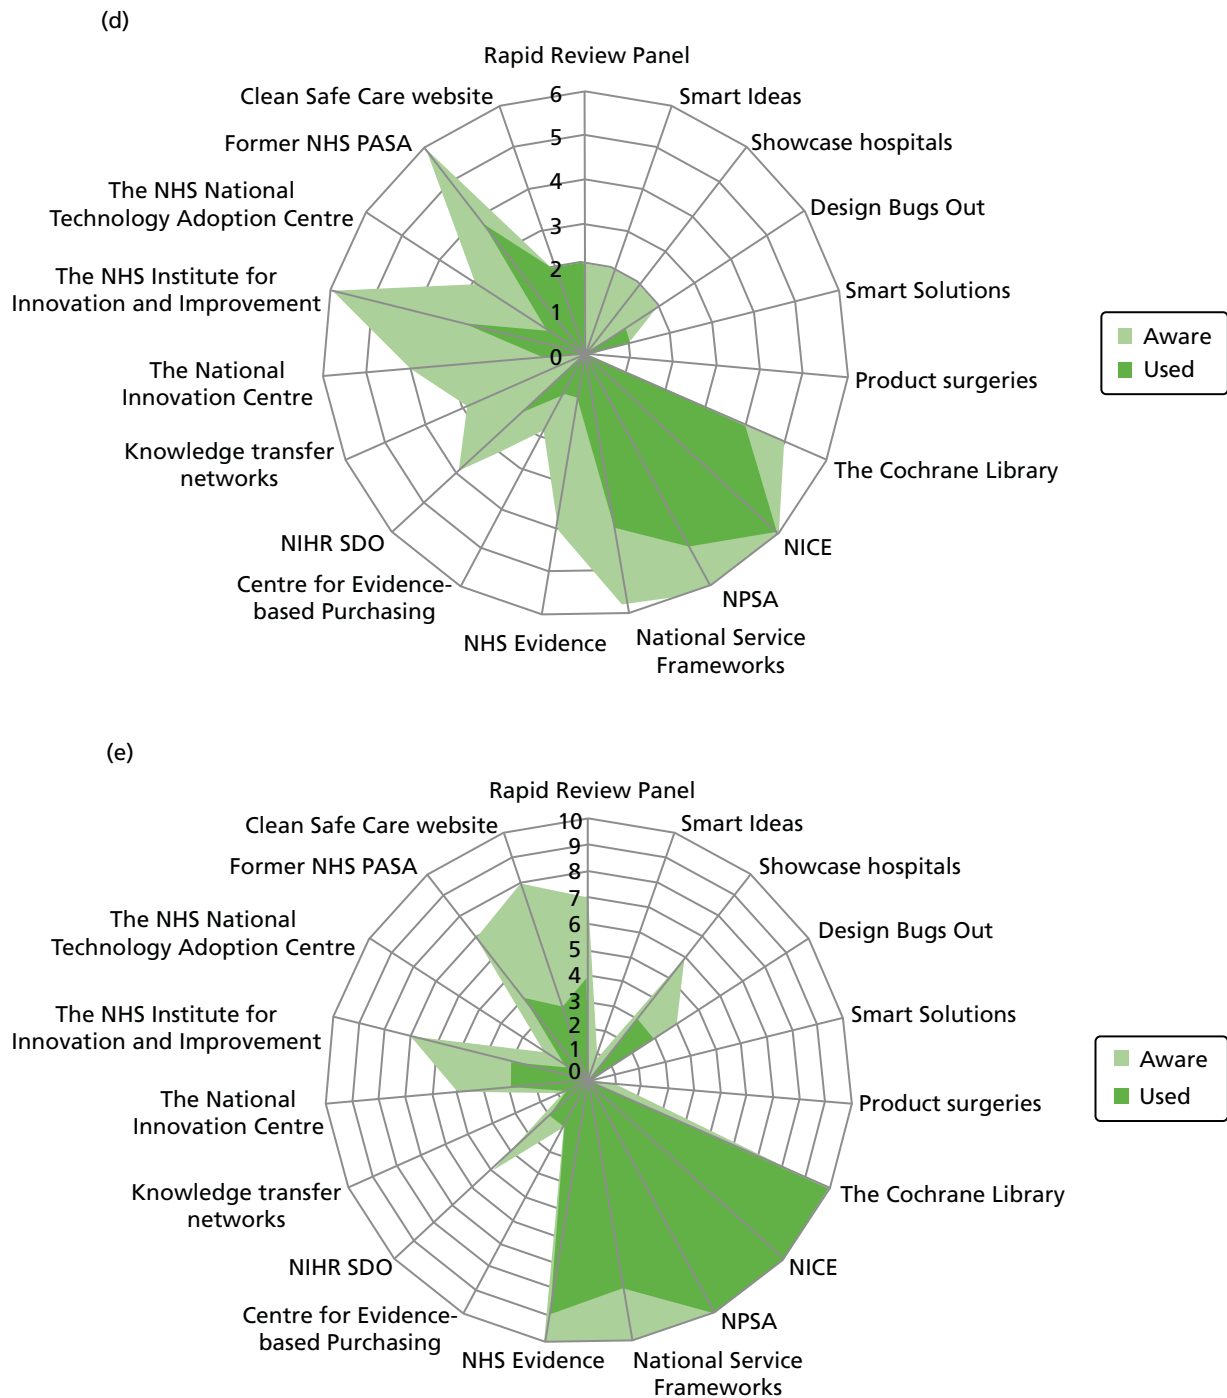 (d)
Rapid Review Panel
Clean Safe Care website
Smart Ideas
Former NHS PASA
Showcase hospitals
The NHS National
Technology Adoption Centre
Design Bugs Out
The NHS Institute for
Innovation and Improvement
Smart Solutions
The National
Innovation Centre
Product surgeries
Knowledge transfer
networks
The Cochrane Library
NIHR SDO
NICE
Centre for Evidence-
based Purchasing
NPSA
NHS Evidence
National Service
Frameworks
6
5
4
3
2
1
0
Aware
Used
(e)
Rapid Review Panel
Clean Safe Care website
Smart Ideas
Former NHS PASA
Showcase hospitals
The NHS National
Technology Adoption Centre
Design Bugs Out
The NHS Institute for
Innovation and Improvement
Smart Solutions
The National
Innovation Centre
Product surgeries
Knowledge transfer
networks
The Cochrane Library
NIHR SDO
NICE
Centre for Evidence-
based Purchasing
NPSA
NHS Evidence
National Service
Frameworks
10
9
8
7
6
5
4
3
2
1
0
Aware
Used